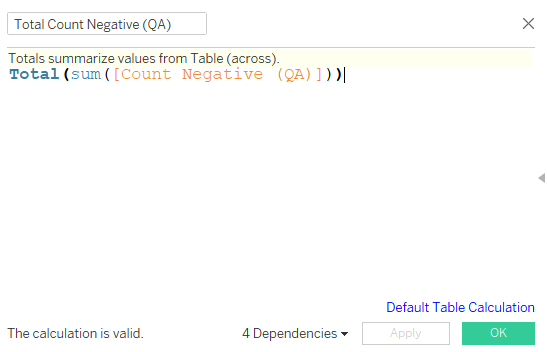 Total Count Negative (QA)
Totals summarize values from Table (across).
Total(sum([Count Negative (QA)]))
Default Table Calculation
The calculation is valid. 4 Dependencies Apply OK